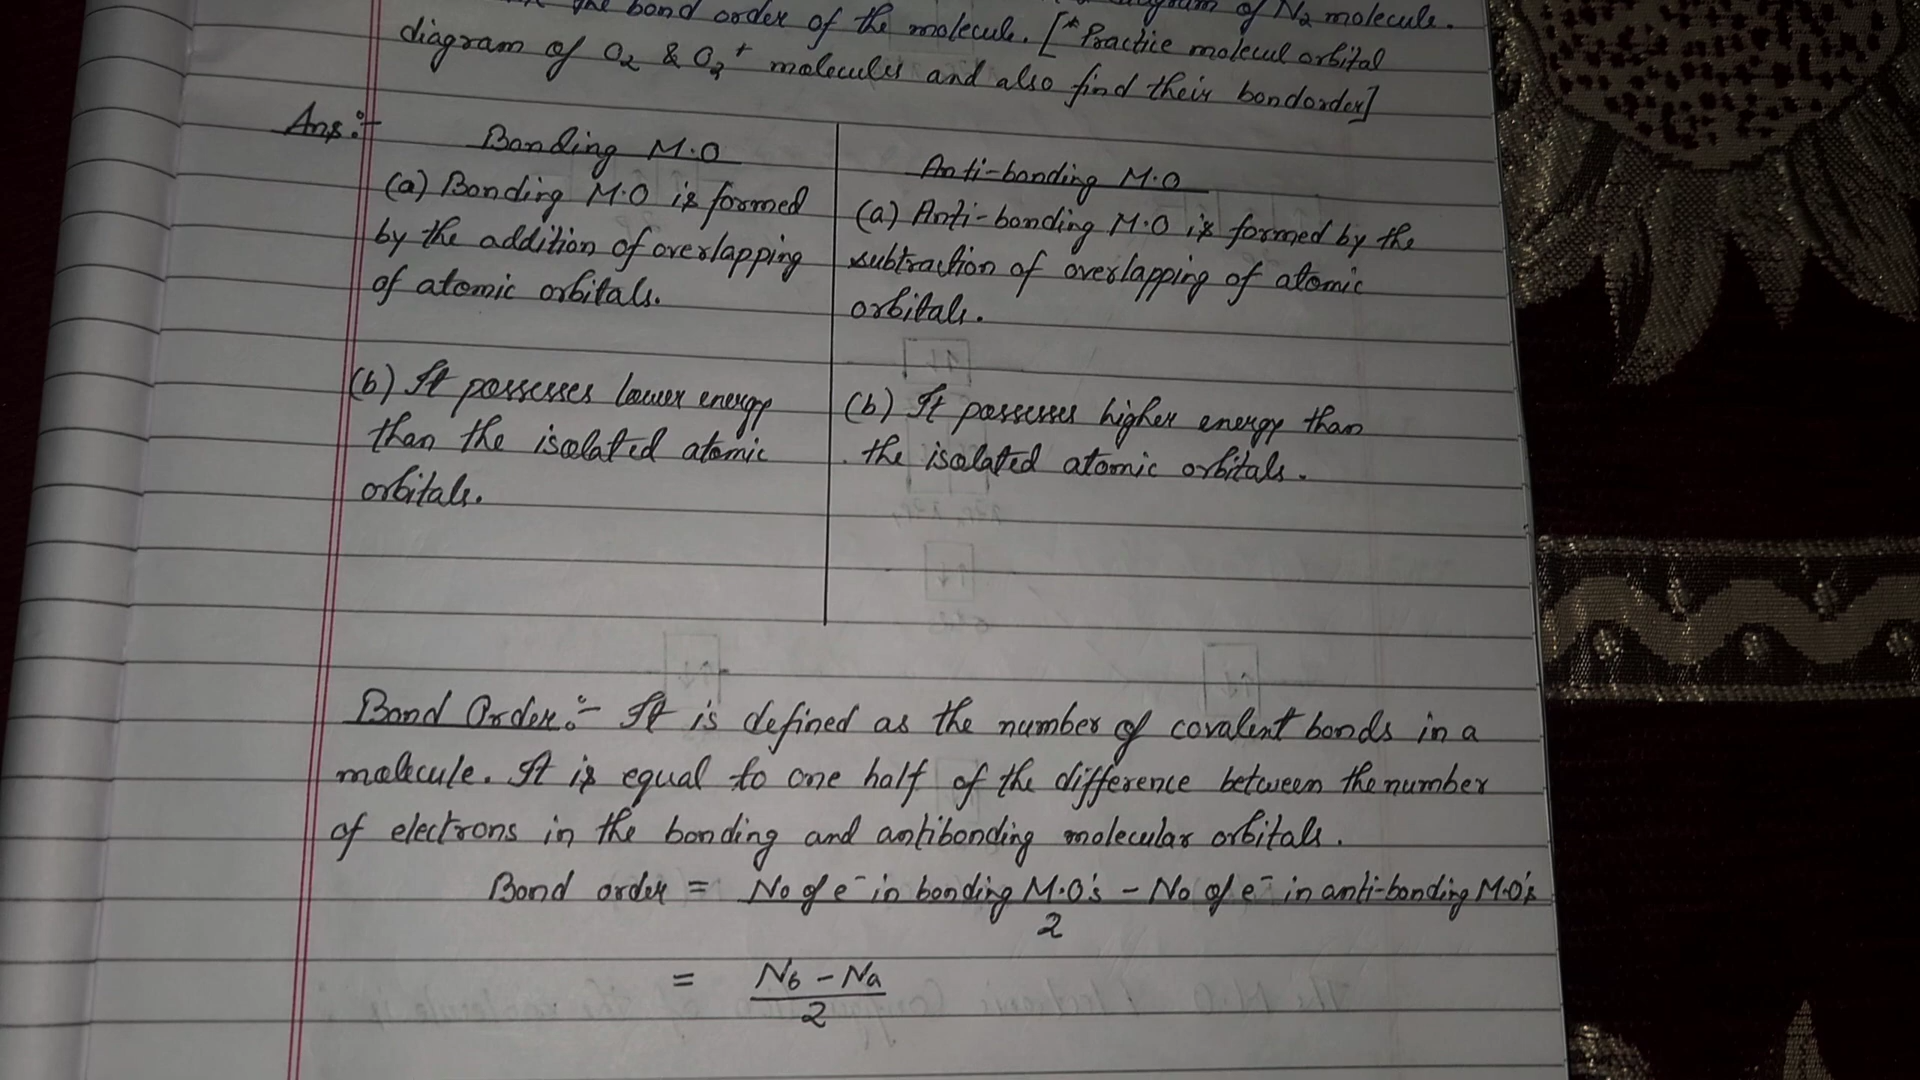 the bond order of the molecule. [* Practice molecul orbital
diagram of N2 molecule.
diagram of O2 & O2+ molecules and also find their bondorder]
Ans:-
Bonding M.O
(a) Bonding M.O is formed
by the addition of overlapping
of atomic orbitals.
(b) It possesses lower energy
than the isolated atomic
orbitals.
Anti-bonding M.O
(a) Anti-bonding M.O is formed by the
subtraction of overlapping of atomic
orbitals.
(b) It possesses higher energy than
the isolated atomic orbitals.
Bond Order:- It is defined as the number of covalent bonds in a
molecule. It is equal to one half of the difference between the number
of electrons in the bonding and antibonding molecular orbitals.
Bond order = No of e- in bonding M.O's - No of e- in anti-bonding M.O's
2
= Nb - Na
2